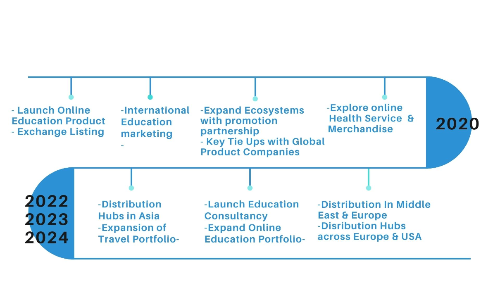 - Launch Online
Education Product
- Exchange Listing
-International
Education
marketing
-
-Expand Ecosystems
with promotion
partnership
- Key Tie Ups with Global
Product Companies
-Explore online
Health Service &
Merchandise
2020
2022
2023
2024
-Distribution
Hubs in Asia
-Expansion of
Travel Portfolio-
-Launch Education
Consultancy
-Expand Online
Education Portfolio-
-Distribution In Middle
East & Europe
-Disribution Hubs
across Europe & USA